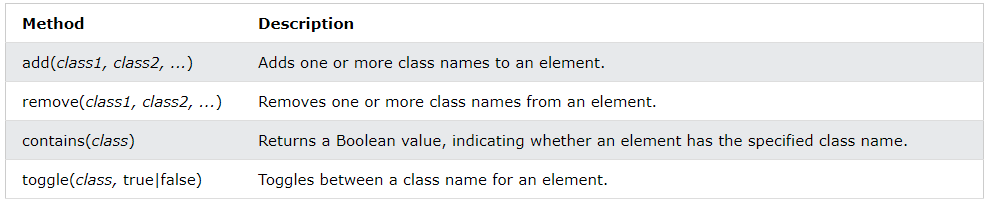 Method Description
add(class1, class2, ...) Adds one or more class names to an element.
remove(class1, class2, ...) Removes one or more class names from an element.
contains(class) Returns a Boolean value, indicating whether an element has the specified class name.
toggle(class, true|false) Toggles between a class name for an element.